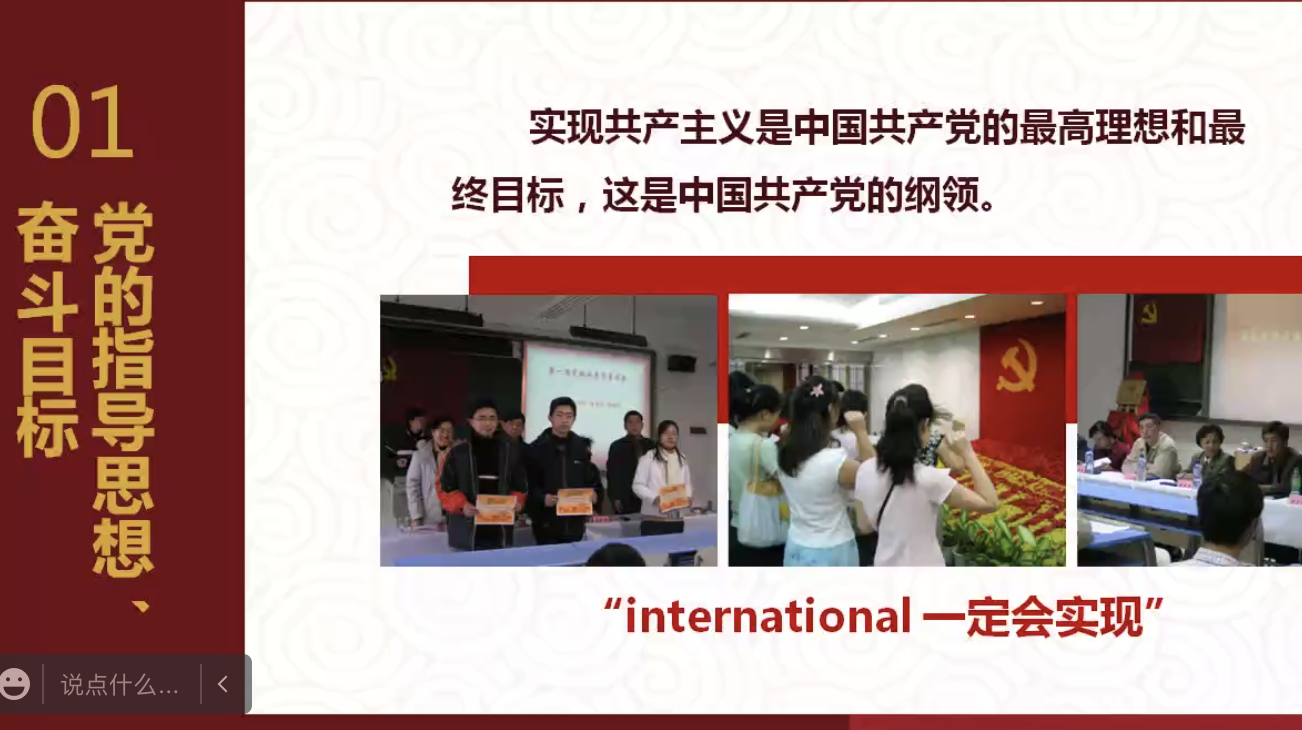 01
党的指导思想、
奋斗目标
实现共产主义是中国共产党的最高理想和最
终目标，这是中国共产党的纲领。
“international 一定会实现”
说点什么...